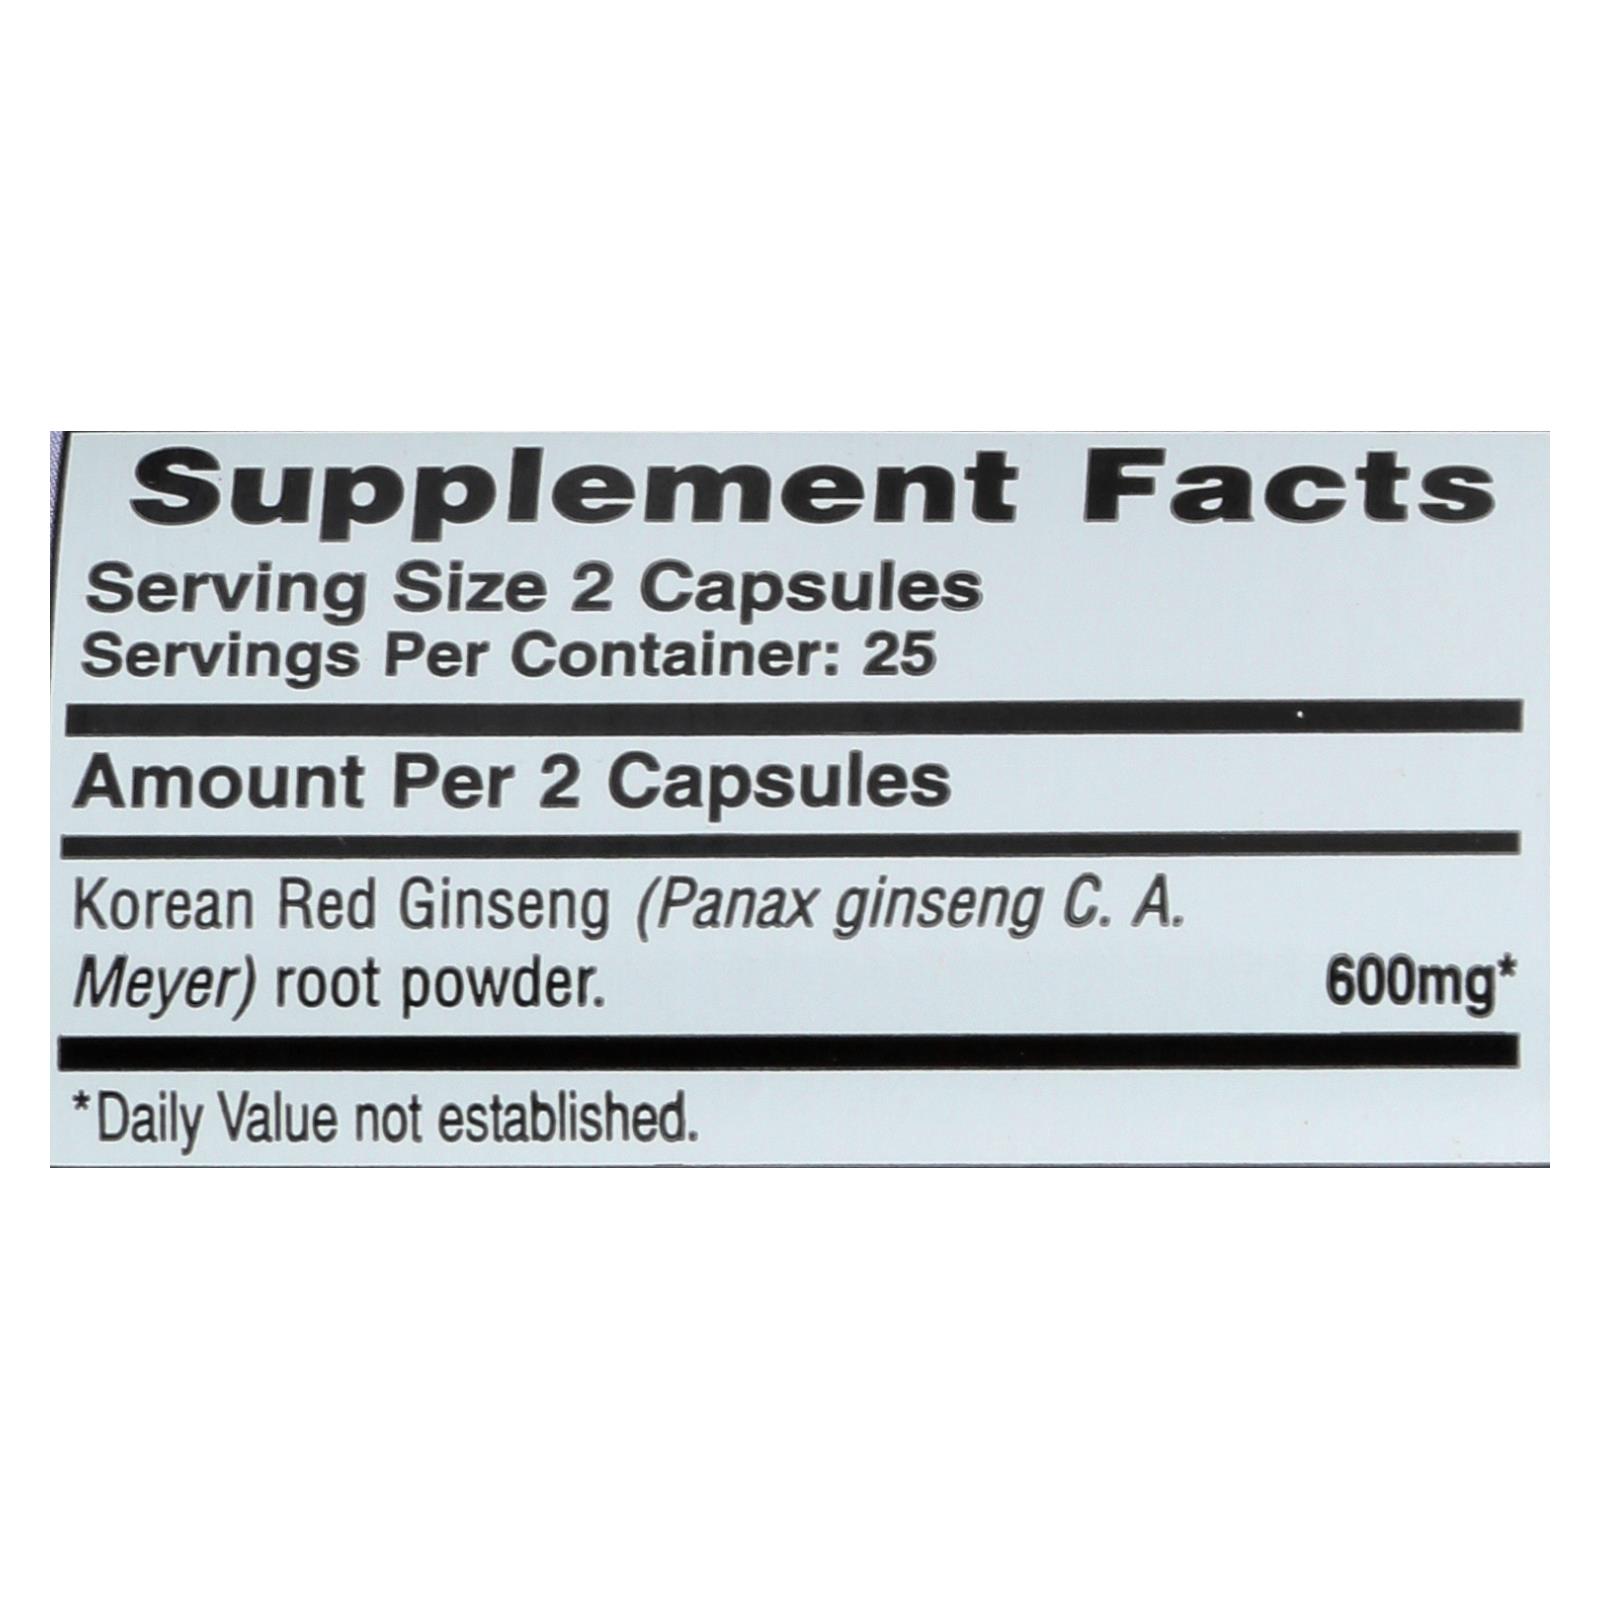 Supplement Facts
Serving Size 2 Capsules
Servings Per Container: 25
Amount Per 2 Capsules
Korean Red Ginseng (Panax ginseng C. A.
Meyer) root powder. 600mg*
*Daily Value not established.